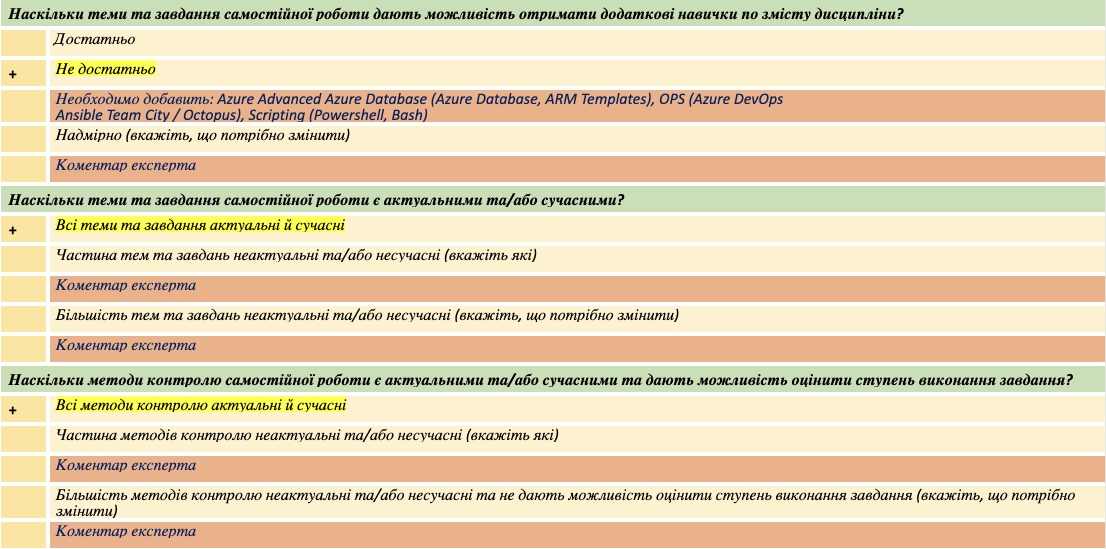 Наскільки теми та завдання самостійної роботи дають можливість отримати додаткові навички по змісту дисципліни?
Достатньо
+ Не достатньо
Необхідно добавить: Azure Advanced Azure Database (Azure Database, ARM Templates), OPS (Azure DevOps
Ansible Team City / Octopus), Scripting (Powershell, Bash)
Надмірно (вкажіть, що потрібно змінити)
Коментар експерта
Наскільки теми та завдання самостійної роботи є актуальними та/або сучасними?
+ Всі теми та завдання актуальні й сучасні
Частина тем та завдань неактуальні та/або несучасні (вкажіть які)
Коментар експерта
Більшість тем та завдань неактуальні та/або несучасні (вкажіть, що потрібно змінити)
Коментар експерта
Наскільки методи контролю самостійної роботи є актуальними та/або сучасними та дають можливість оцінити ступень виконання завдання?
+ Всі методи контролю актуальні й сучасні
Частина методів контролю неактуальні та/або несучасні (вкажіть які)
Коментар експерта
Більшість методів контролю неактуальні та/або несучасні та не дають можливість оцінити ступень виконання завдання (вкажіть, що потрібно
змінити)
Коментар експерта